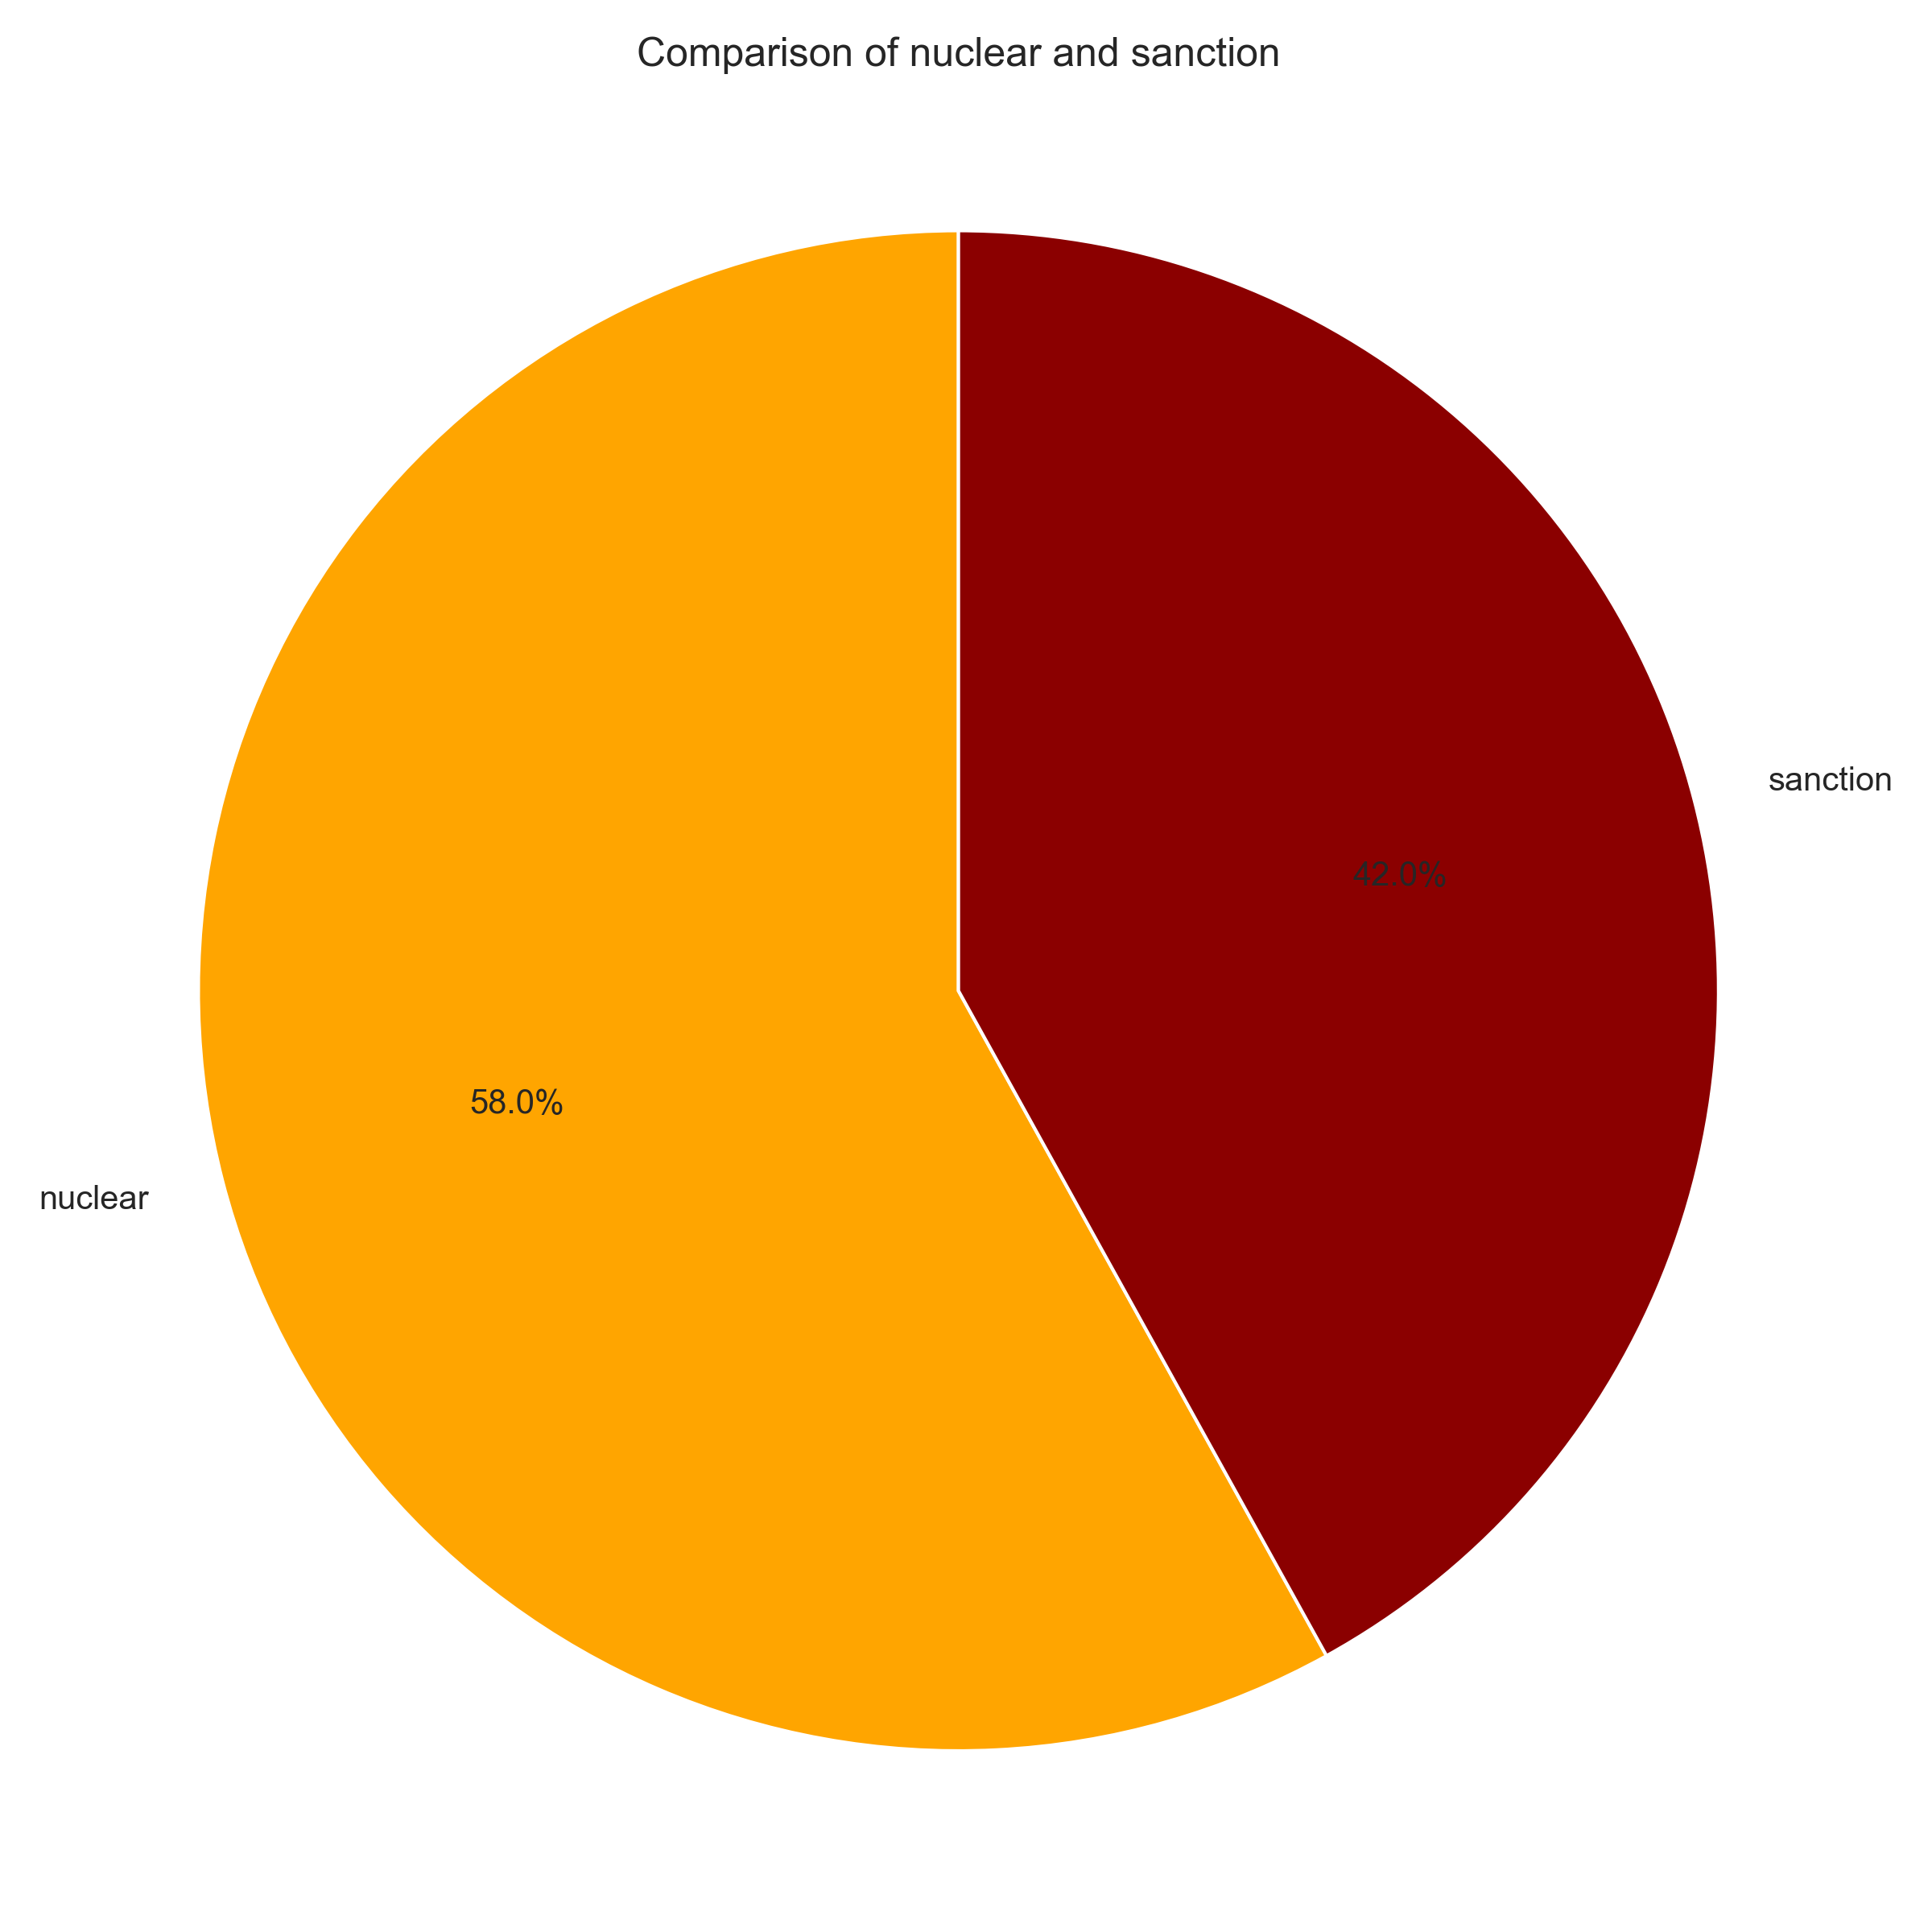 Comparison of nuclear and sanction
sanction
42.0%
58.0%
nuclear